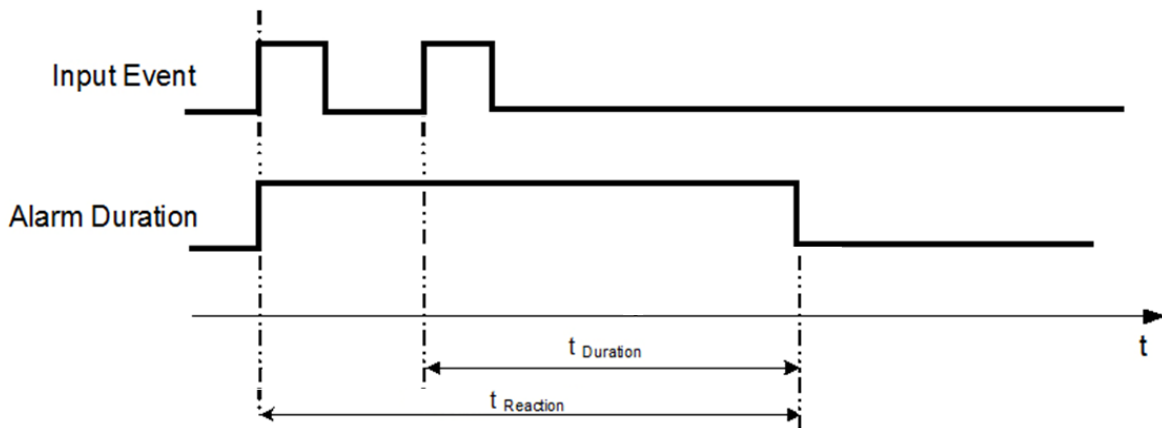 Input Event
Alarm Duration
t
t Duration
t Reaction